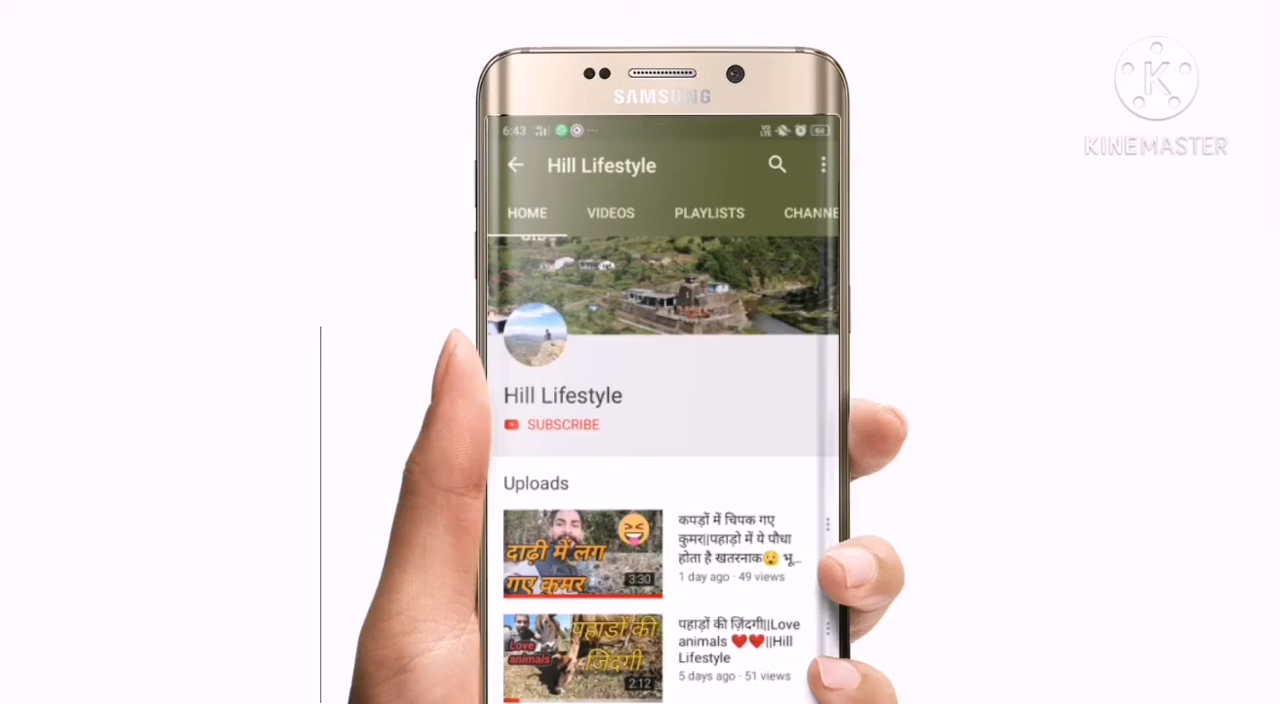 KINEMASTER
SAMSUNG
6:43
64
Hill Lifestyle
HOME VIDEOS PLAYLISTS CHANNE
Hill Lifestyle
SUBSCRIBE
Uploads
दाढ़ी में लग
गए कुमर
3:30
कपड़ों में चिपक गए
कुमर||पहाड़ो में ये पौधा
होता है खतरनाक😯 भू...
1 day ago · 49 views
पहाड़ों की
ज़िंदगी
Love
animals
2:12
पहाड़ों की ज़िंदगी||Love
animals ❤️❤️||Hill
Lifestyle
5 days ago · 51 views